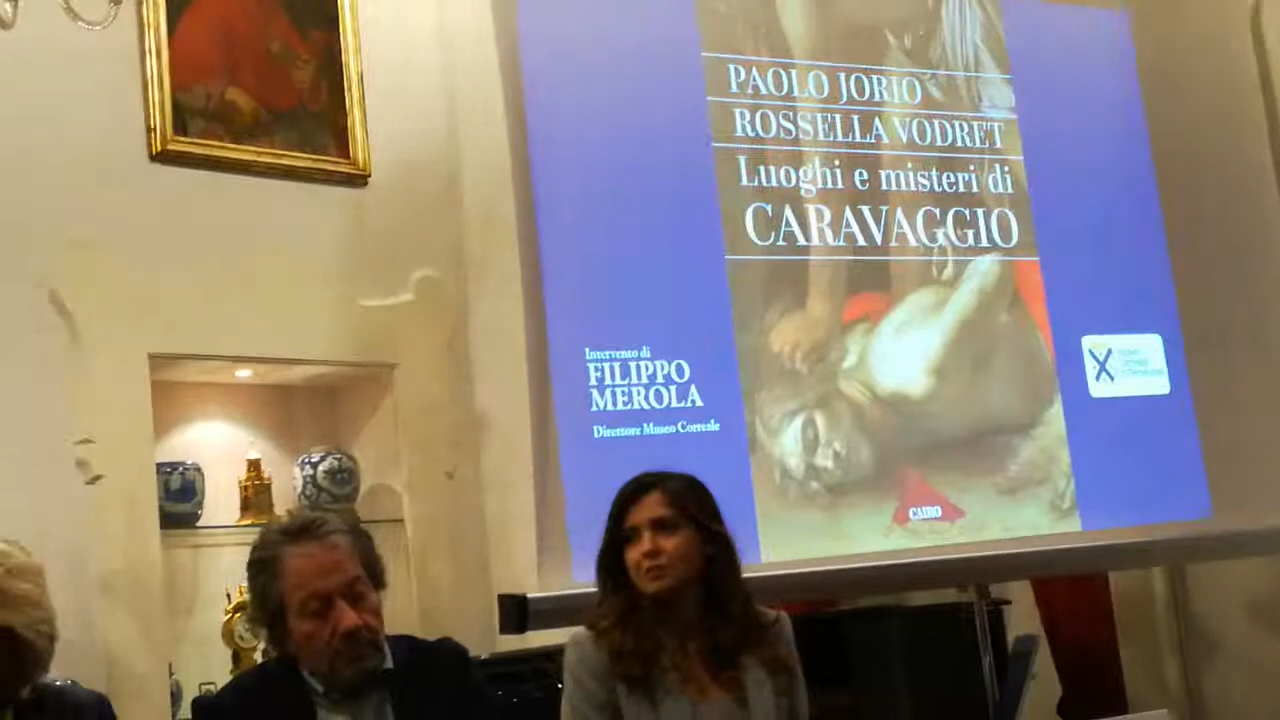 PAOLO JORIO
ROSSELLA VODRET
Luoghi e misteri di
CARAVAGGIO
Intervento di
FILIPPO
MEROLA
Direttore Museo Correale
CAIRO